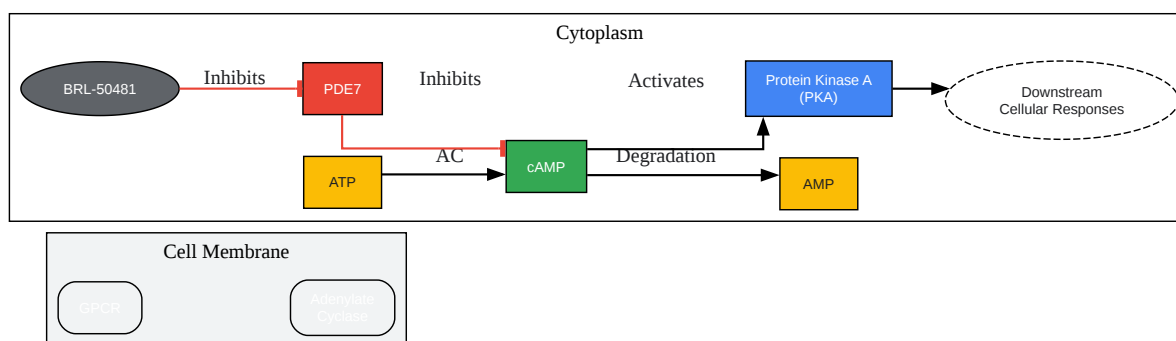 Cytoplasm
BRL-50481
Inhibits
PDE7
Inhibits
Activates
Protein Kinase A
(PKA)
Downstream
Cellular Responses
ATP
AC
cAMP
Degradation
AMP
Cell Membrane
GPCR
Adenylate
Cyclase